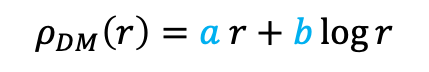 ρ_DM(r) = a r + b log r